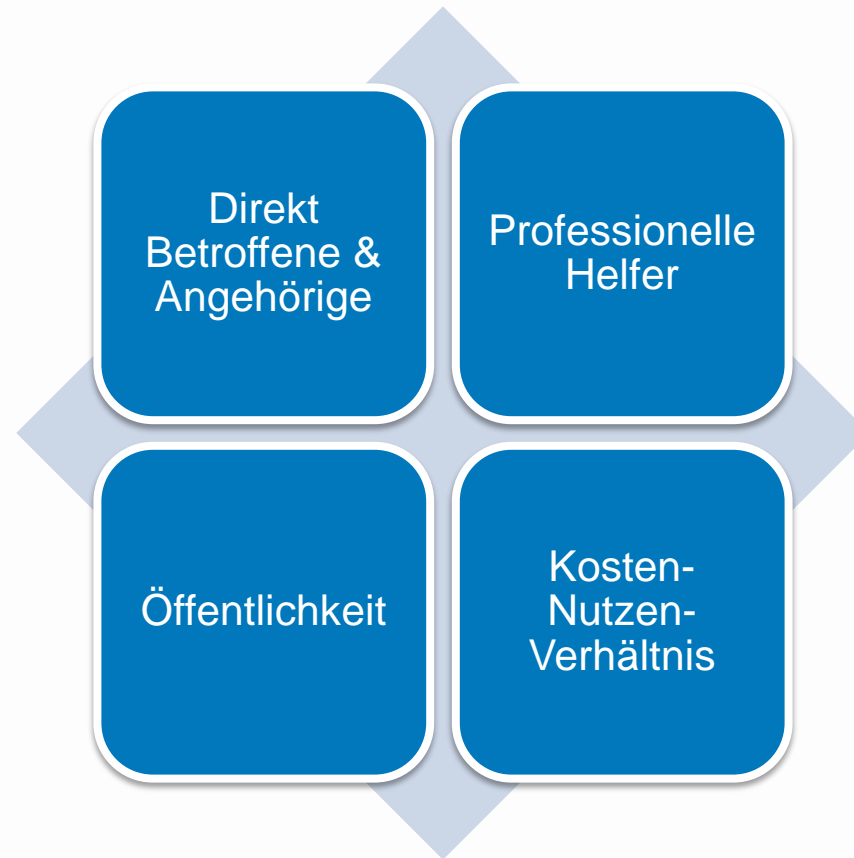 Direkt
Betroffene &
Angehörige
Professionelle
Helfer
Öffentlichkeit
Kosten-
Nutzen-
Verhältnis